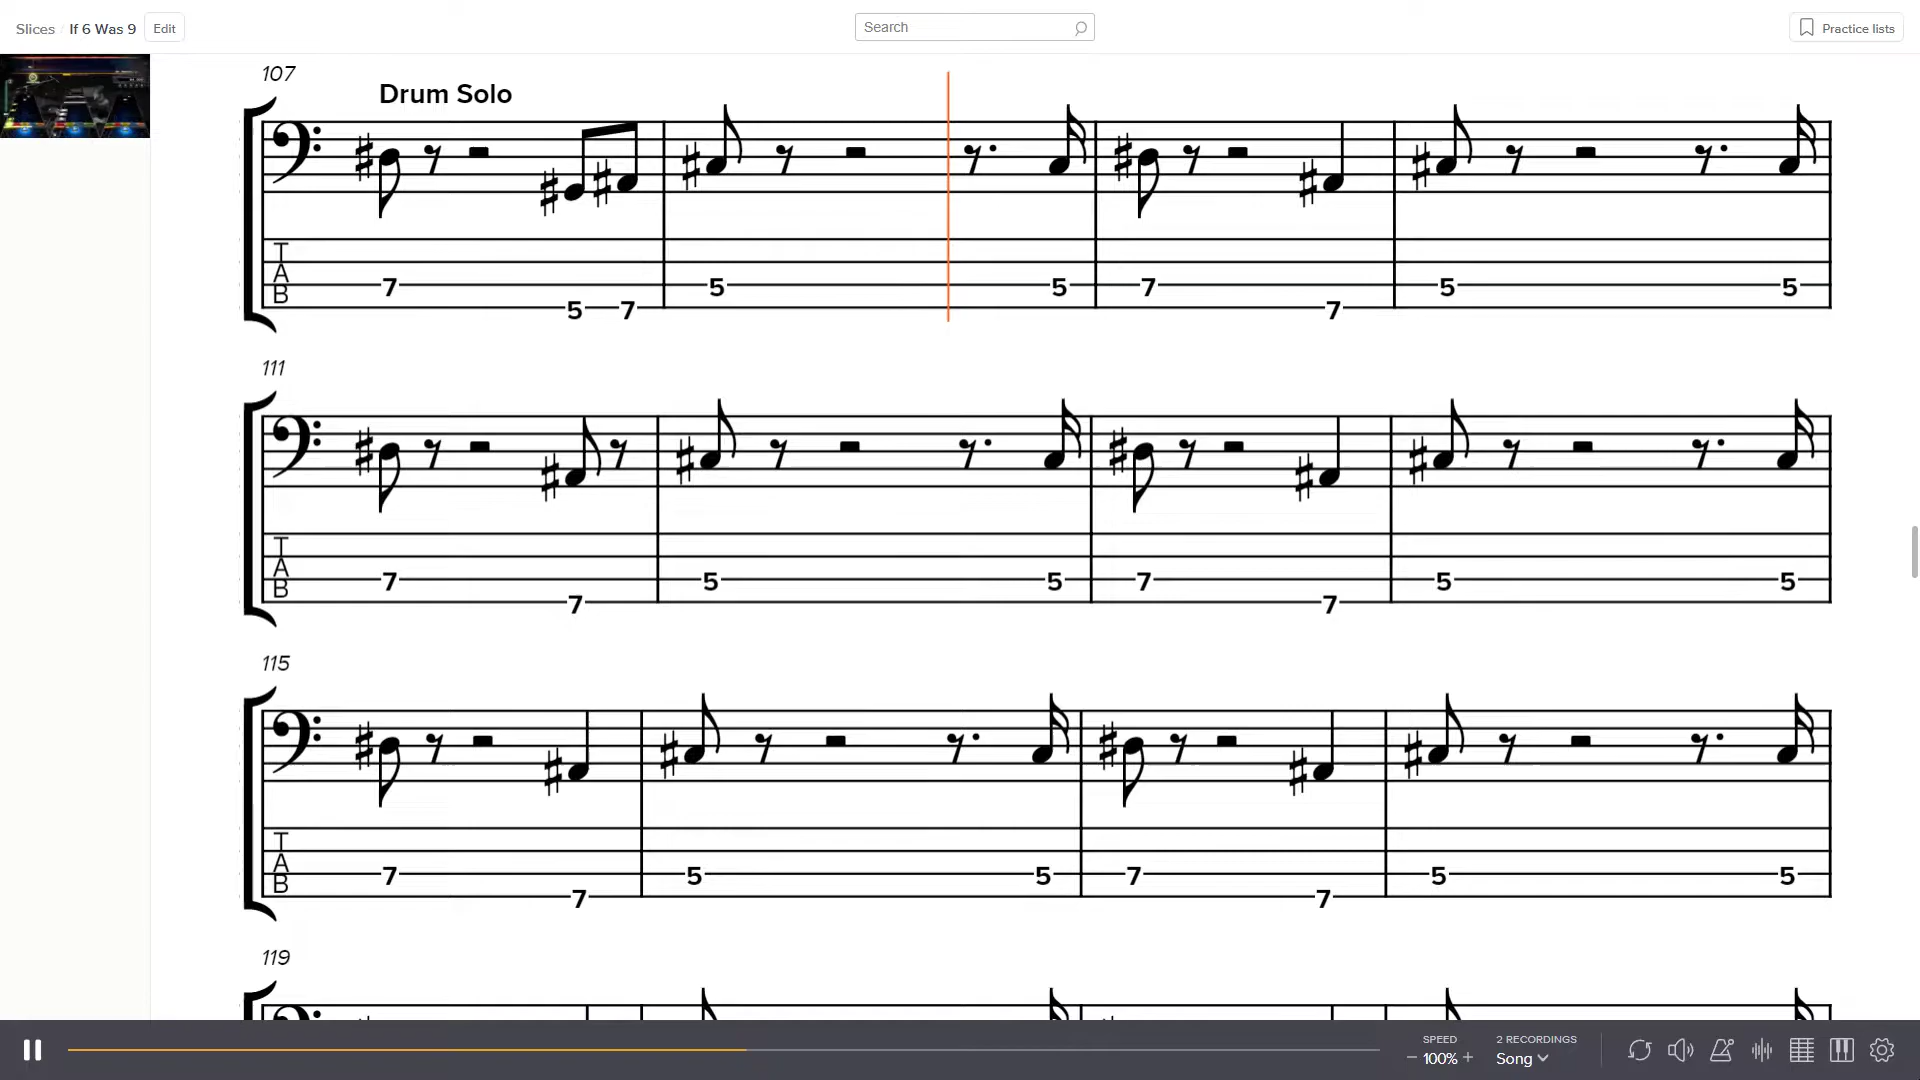 Slices / If 6 Was 9 Edit
Search
Practice lists
107
Drum Solo
T
A
B
7 5 7 5 5 7 7 5 5
111
T
A
B
7 7 5 5 7 7 5 5
115
T
A
B
7 7 5 5 7 7 5 5
119
SPEED
− 100% +
2 RECORDINGS
Song